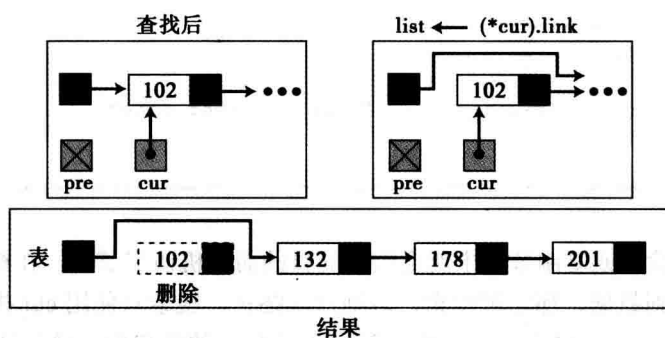 查找后
list ← (*cur).link
102
pre
cur
102
pre
cur
表
102
132
178
201
删除
结果